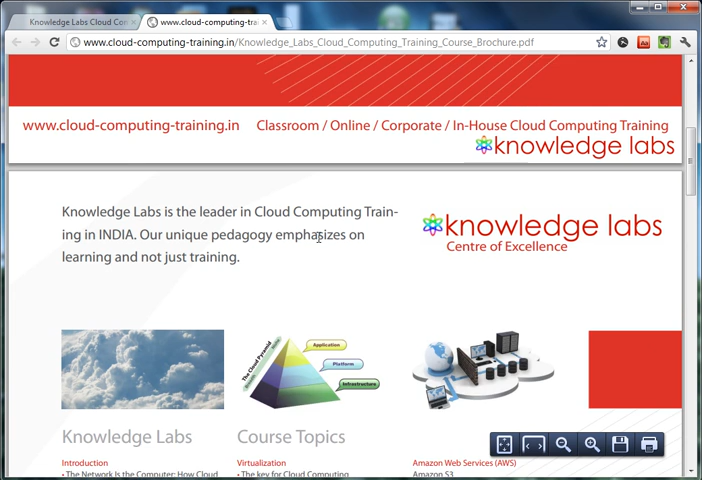 Knowledge Labs Cloud Con
www.cloud-computing-trai
www.cloud-computing-training.in/Knowledge_Labs_Cloud_Computing_Training_Course_Brochure.pdf
www.cloud-computing-training.in Classroom / Online / Corporate / In-House Cloud Computing Training
knowledge labs
Knowledge Labs is the leader in Cloud Computing Train-
ing in INDIA. Our unique pedagogy emphasizes on
learning and not just training.
knowledge labs
Centre of Excellence
The Cloud Pyramid
Application
Platform
Infrastructure
Knowledge Labs
Course Topics
Introduction
• The Network Is the Computer: How Cloud
Virtualization
• The key for Cloud Computing
Amazon Web Services (AWS)
Amazon S3